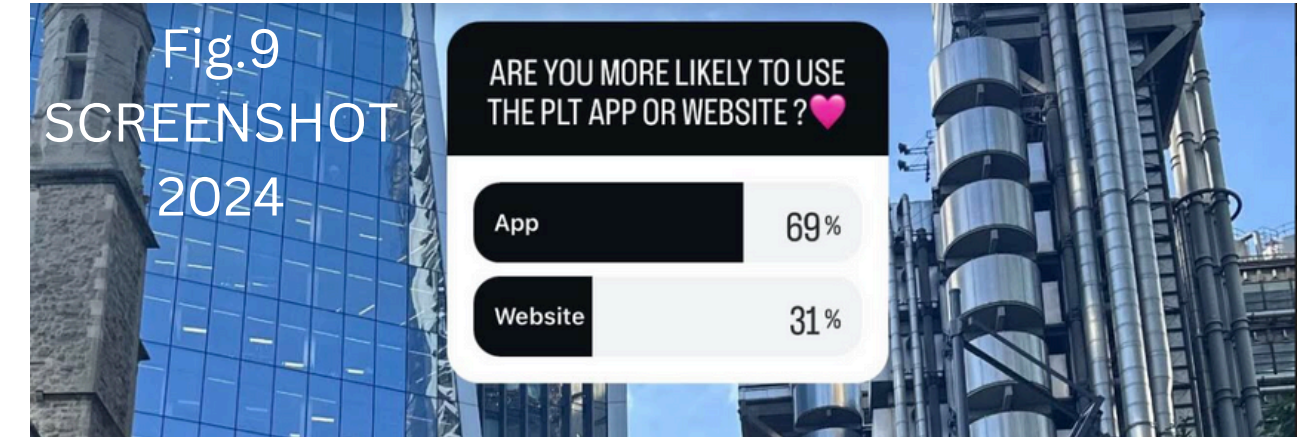 Fig.9
SCREENSHOT
2024
ARE YOU MORE LIKELY TO USE
THE PLT APP OR WEBSITE ?🩷
App 69%
Website 31%